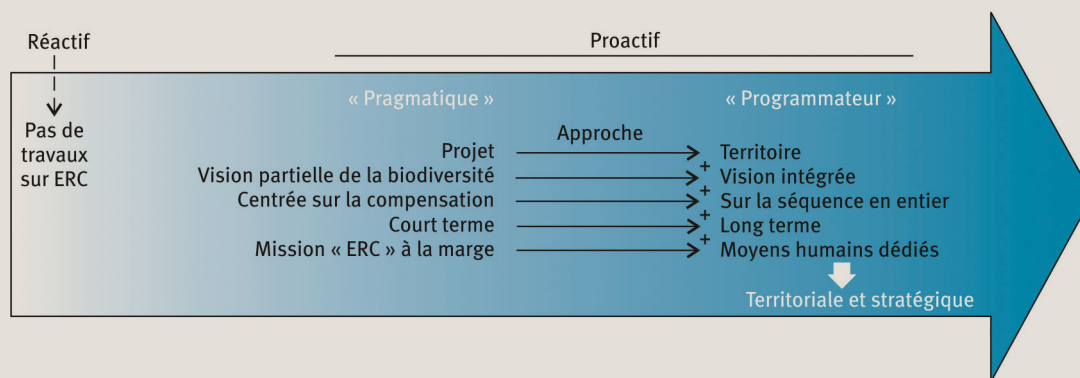 Réactif
Proactif
Pas de
travaux
sur ERC
« Pragmatique »
« Programmateur »
Approche
Projet
Territoire
+
Vision partielle de la biodiversité
Vision intégrée
+
Centrée sur la compensation
Sur la séquence en entier
+
Court terme
Long terme
+
Mission « ERC » à la marge
Moyens humains dédiés
Territoriale et stratégique